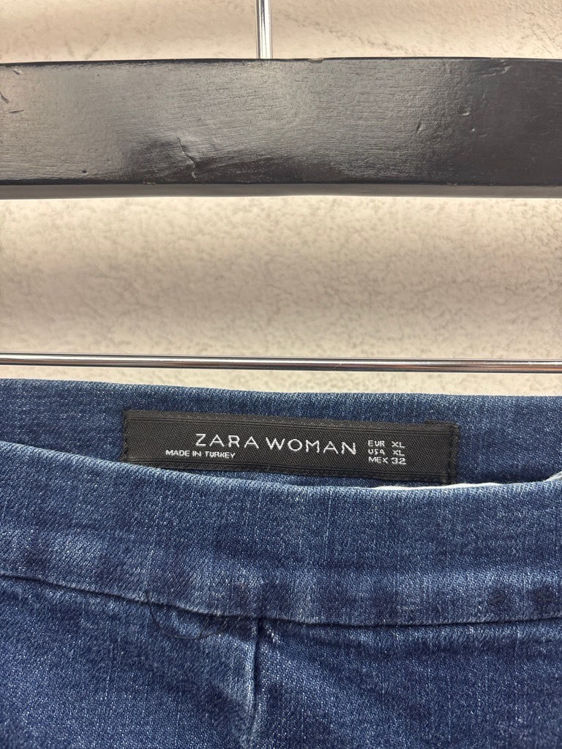 ZARA WOMAN
MADE IN TURKEY
EUR XL
USA XL
MEX 32